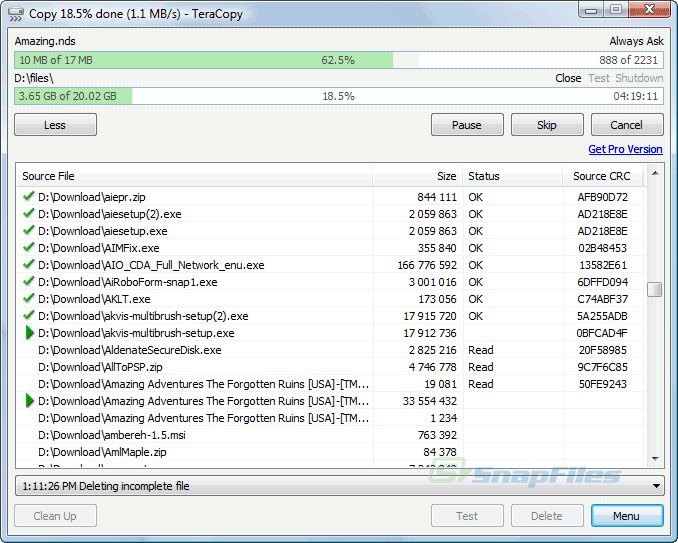 Copy 18.5% done (1.1 MB/s) - TeraCopy
Amazing.nds Always Ask
10 MB of 17 MB 62.5% 888 of 2231
D:\files\ Close Test Shutdown
3.65 GB of 20.02 GB 18.5% 04:19:11
Less Pause Skip Cancel
Get Pro Version
Source File Size Status Source CRC
D:\Download\aiepr.zip 844 111 OK AFB90D72
D:\Download\aiesetup(2).exe 2 059 863 OK AD218E8E
D:\Download\aiesetup.exe 2 059 863 OK AD218E8E
D:\Download\AIMFix.exe 355 840 OK 02B48453
D:\Download\AIO_CDA_Full_Network_enu.exe 166 776 592 OK 13582E61
D:\Download\AiRoboForm-snap1.exe 3 001 016 OK 6DFFD094
D:\Download\AKLT.exe 173 056 OK C74ABF37
D:\Download\akvis-multibrush-setup(2).exe 17 915 720 OK 5A255ADB
D:\Download\akvis-multibrush-setup.exe 17 912 736 0BFCAD4F
D:\Download\AldenateSecureDisk.exe 2 825 216 Read 20F58985
D:\Download\AllToPSP.zip 4 746 778 Read 9C7F6C85
D:\Download\Amazing Adventures The Forgotten Ruins [USA]-[TM... 19 081 Read 50FE9243
D:\Download\Amazing Adventures The Forgotten Ruins [USA]-[TM... 33 554 432
D:\Download\Amazing Adventures The Forgotten Ruins [USA]-[TM... 1 234
D:\Download\ambereh-1.5.msi 763 392
D:\Download\AmlMaple.zip 84 378
SnapFiles
1:11:26 PM Deleting incomplete file
Clean Up Test Delete Menu